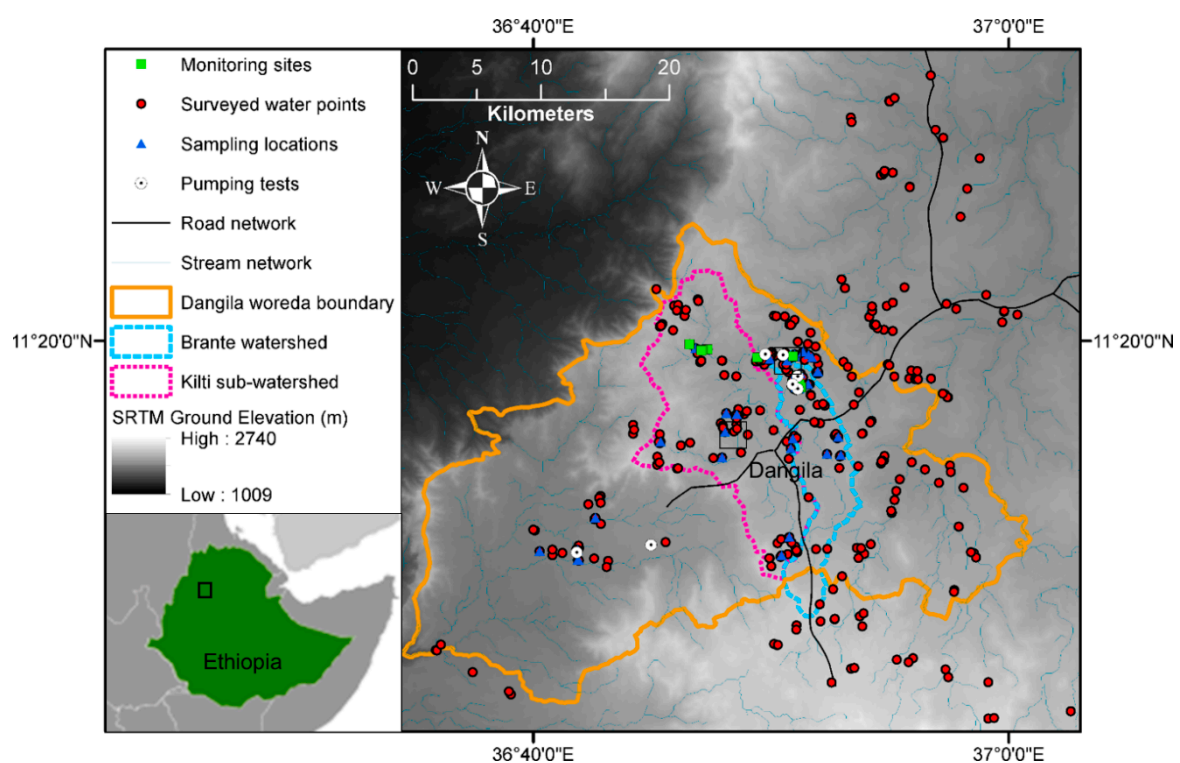 36°40'0"E 37°0'0"E
Monitoring sites
Surveyed water points
Sampling locations
Pumping tests
Road network
Stream network
Dangila woreda boundary
Brante watershed
Kilti sub-watershed
SRTM Ground Elevation (m)
High : 2740
Low : 1009
0 5 10 20
Kilometers
N
W E
S
11°20'0"N 11°20'0"N
Dangila
Ethiopia
36°40'0"E 37°0'0"E